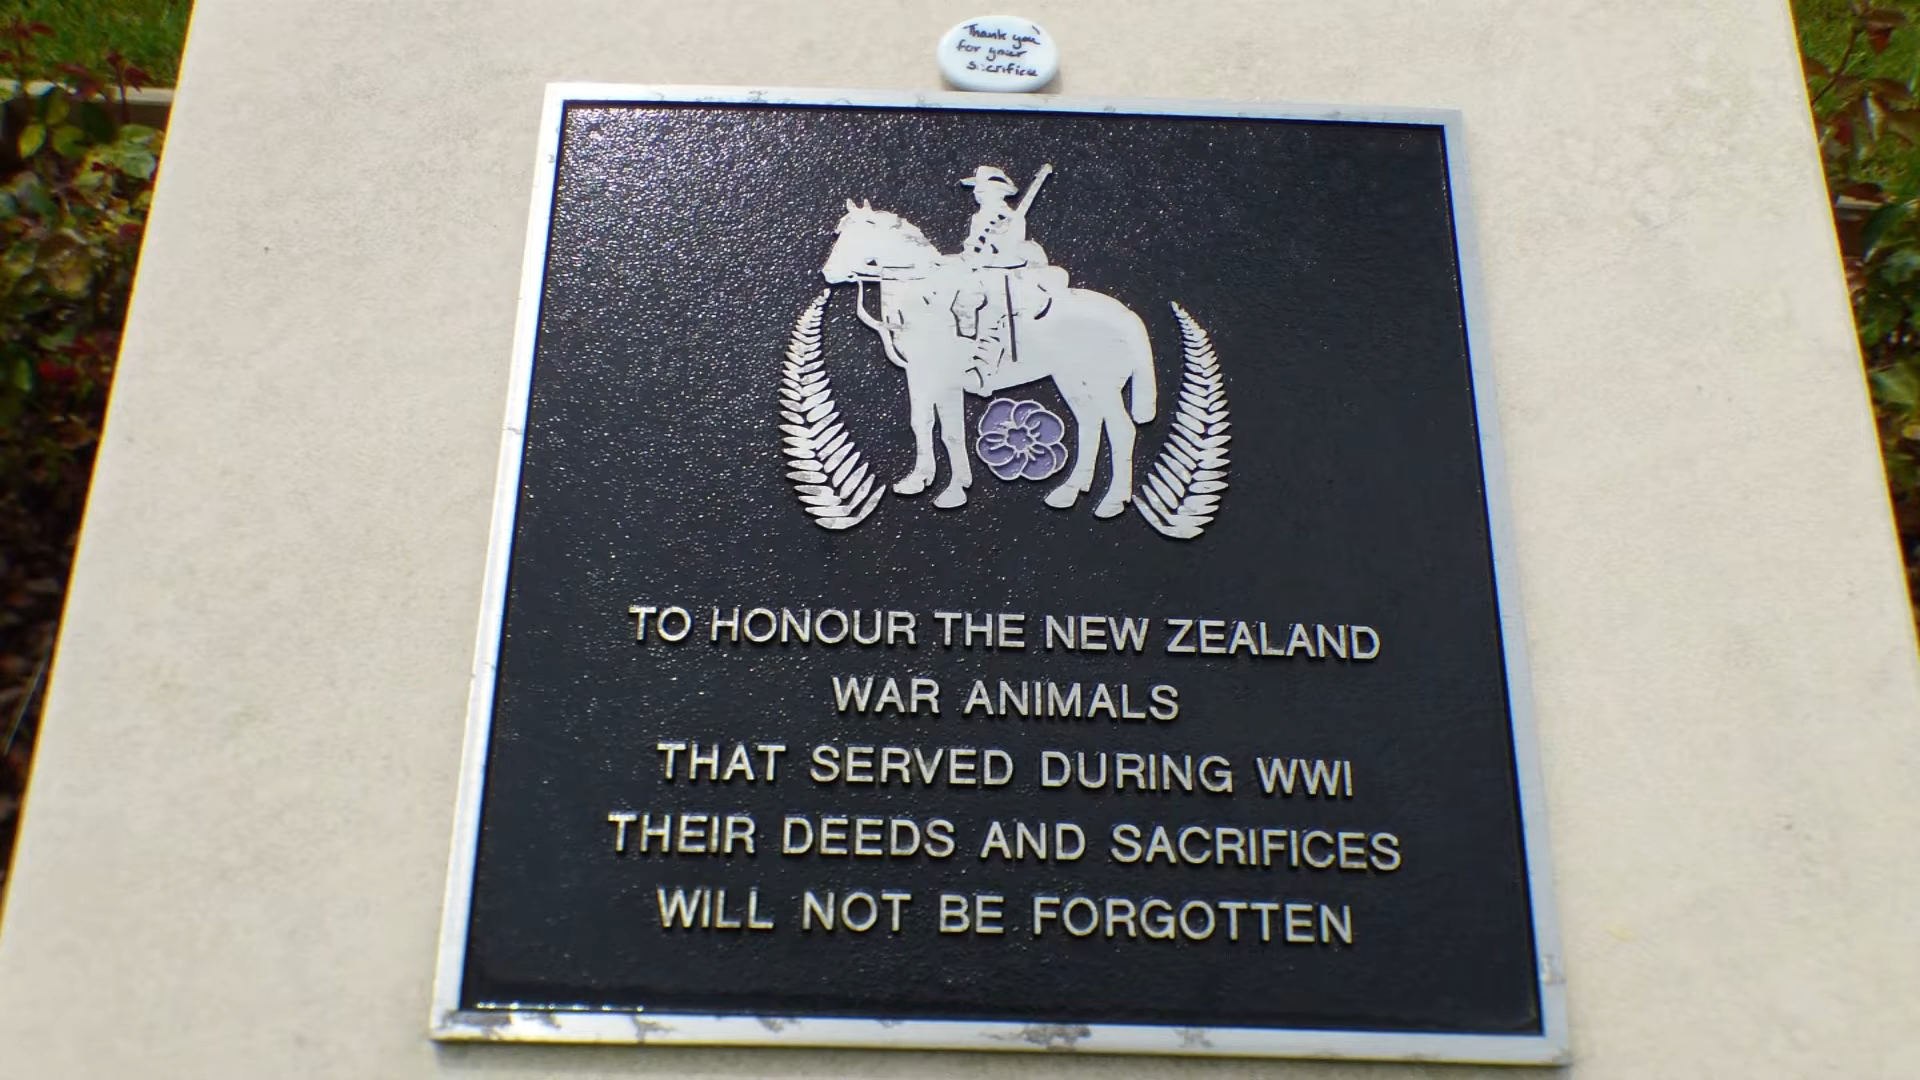 Thank you
for your
sacrifice
TO HONOUR THE NEW ZEALAND
WAR ANIMALS
THAT SERVED DURING WWI
THEIR DEEDS AND SACRIFICES
WILL NOT BE FORGOTTEN